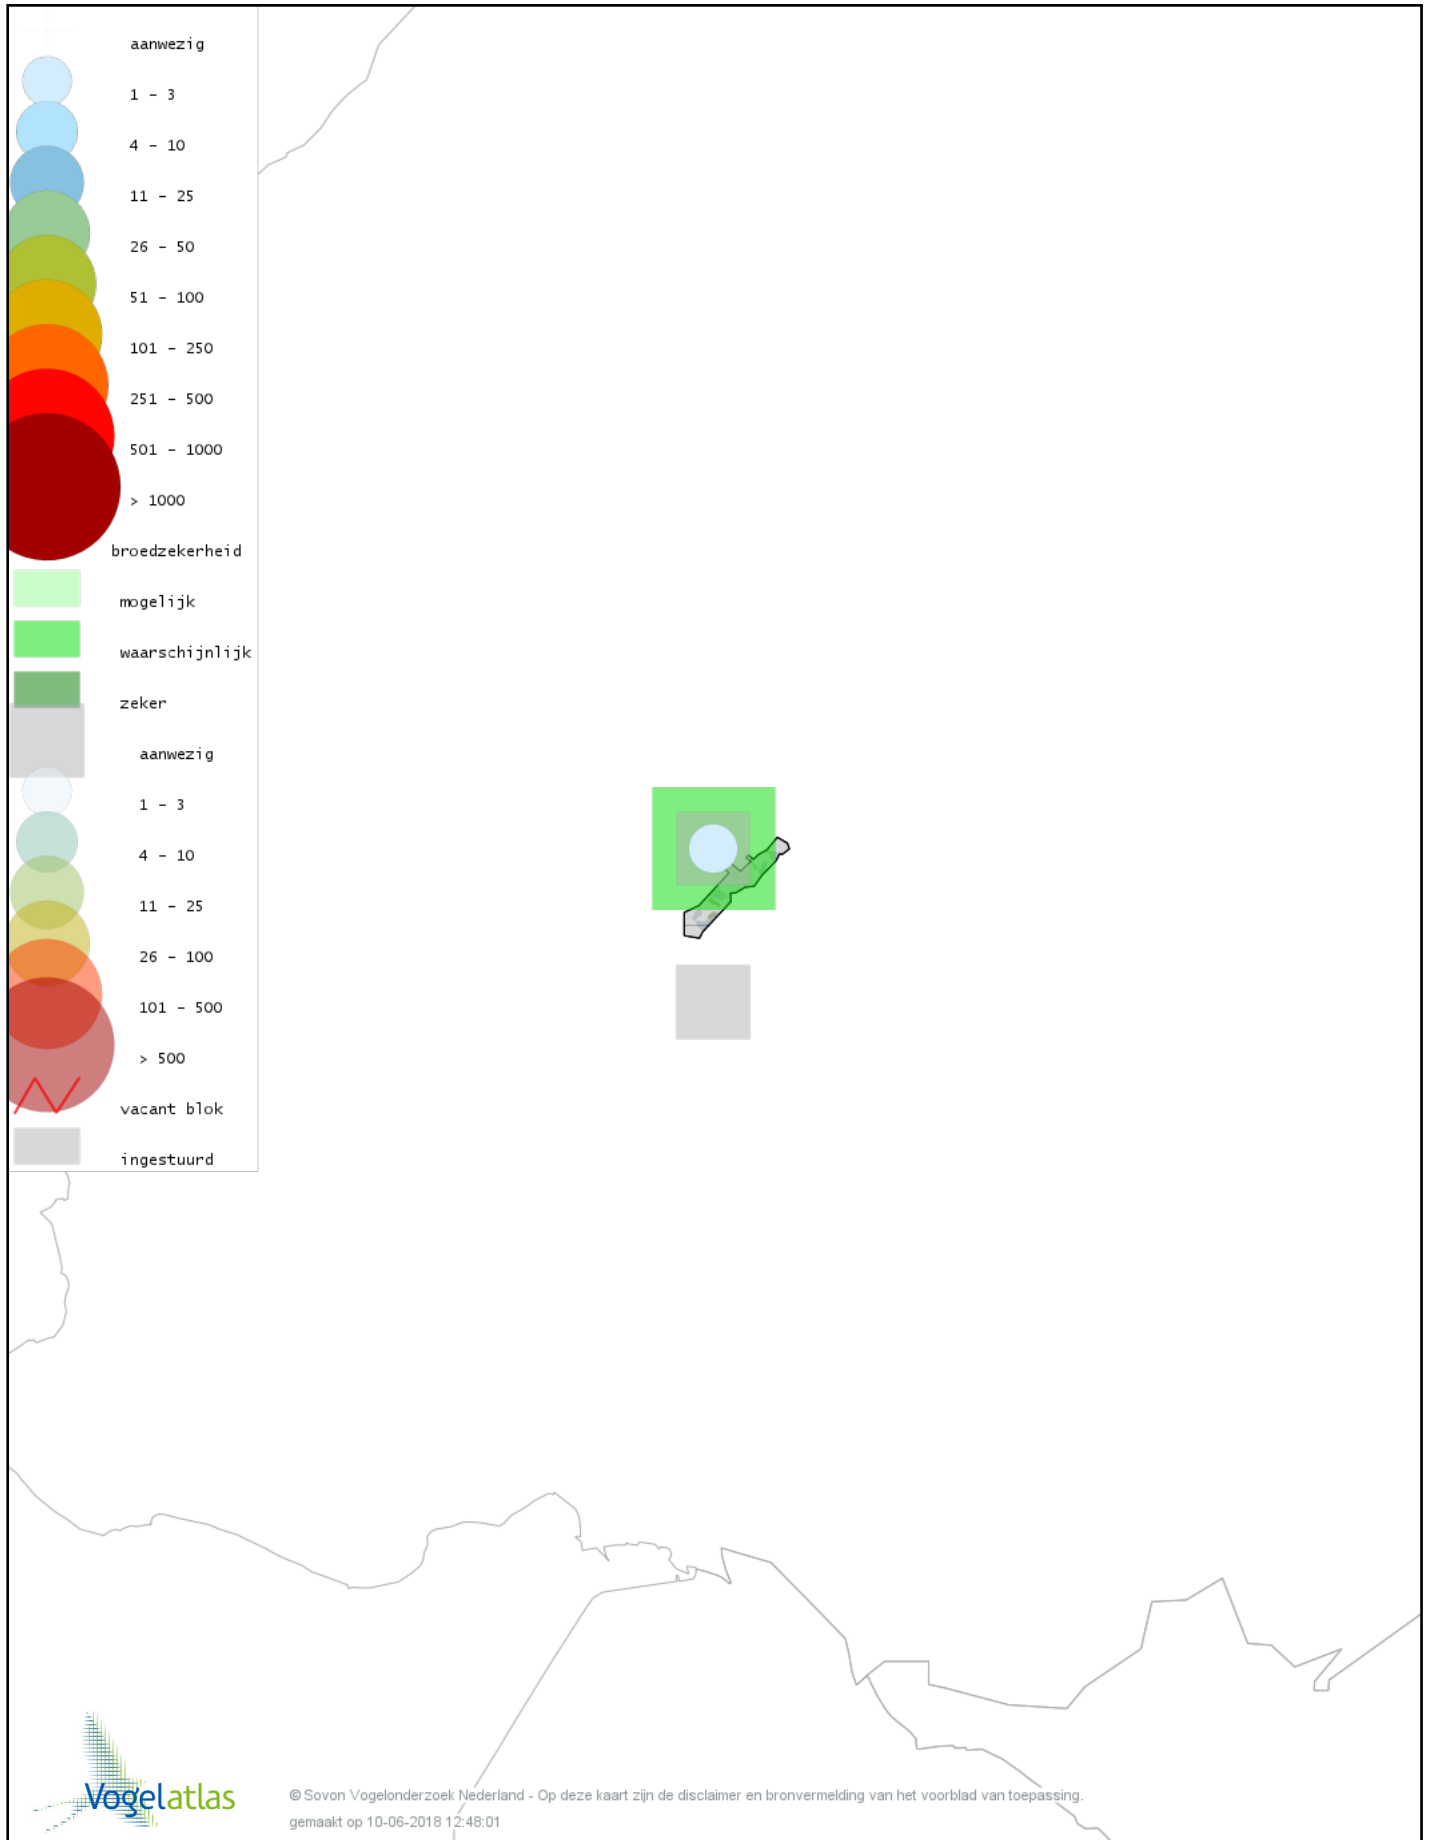 aanwezig
1 - 3
4 - 10
11 - 25
26 - 50
51 - 100
101 - 250
251 - 500
501 - 1000
> 1000
broedzekerheid
mogelijk
waarschijnlijk
zeker
aanwezig
1 - 3
4 - 10
11 - 25
26 - 100
101 - 500
> 500
vacant blok
ingestuurd
Vogelatlas
© Sovon Vogelonderzoek Nederland - Op deze kaart zijn de disclaimer en bronvermelding van het voorblad van toepassing.
gemaakt op 10-06-2018 12:48:01